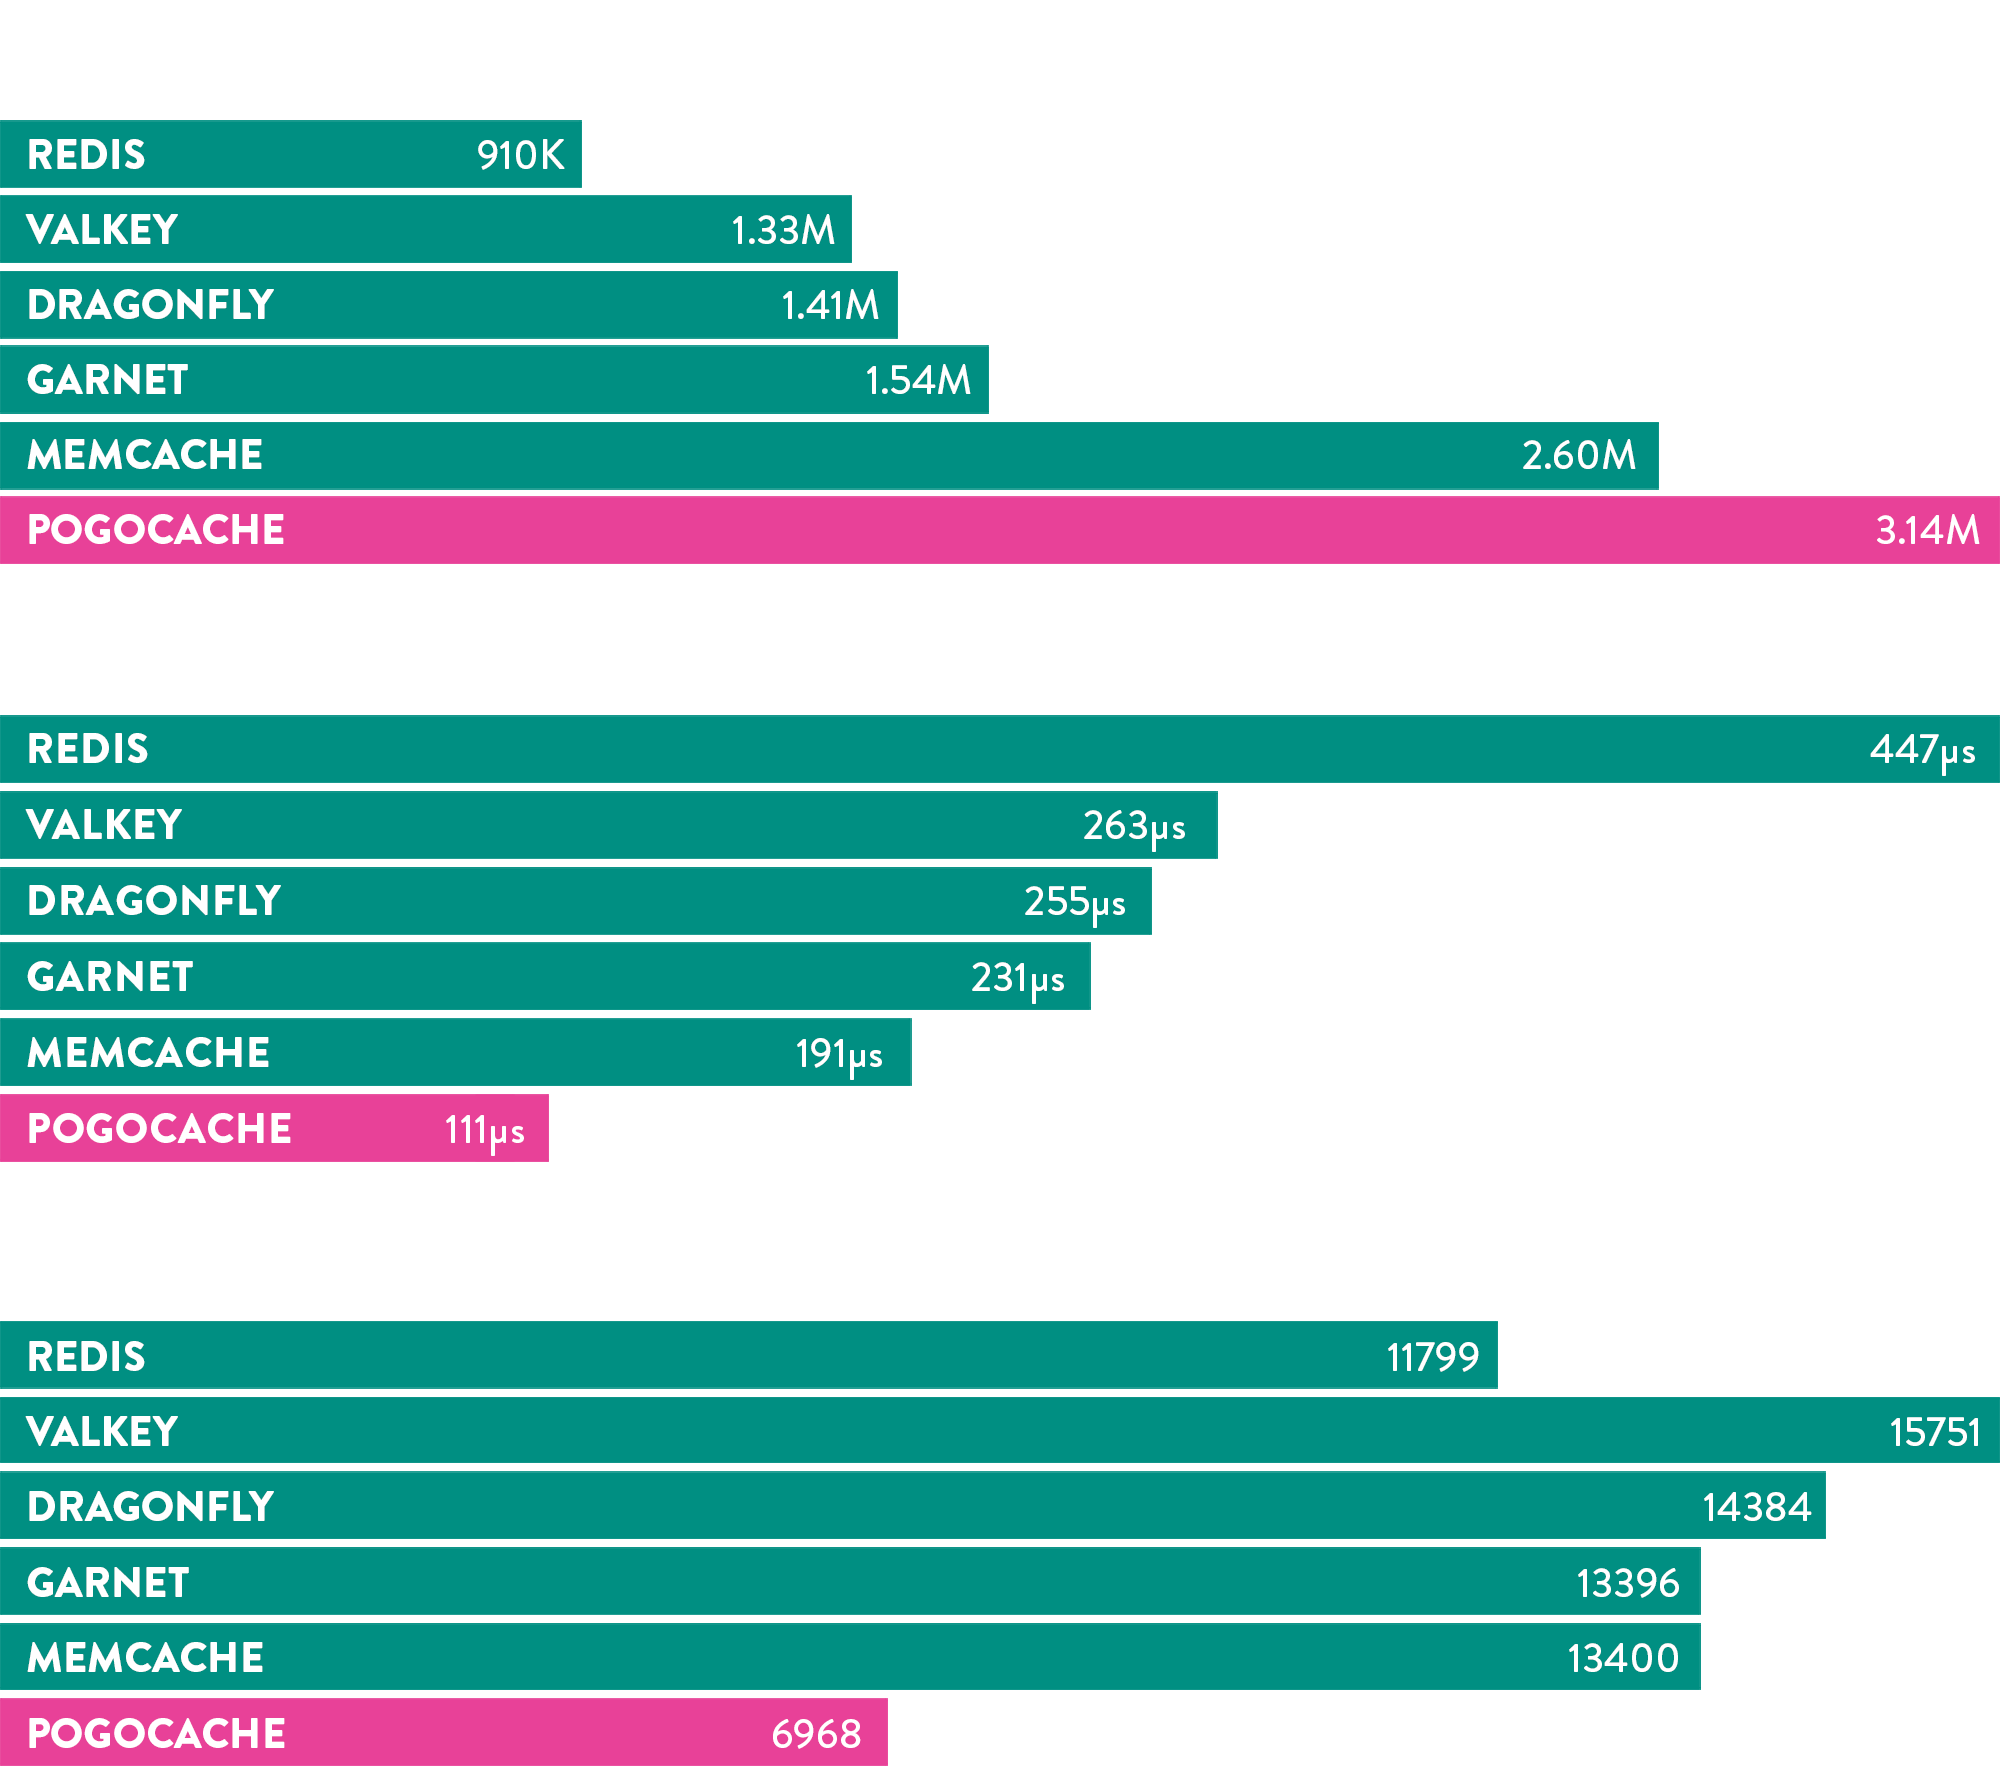 REDIS 910K
VALKEY 1.33M
DRAGONFLY 1.41M
GARNET 1.54M
MEMCACHE 2.60M
POGOCACHE 3.14M
REDIS 447µs
VALKEY 263µs
DRAGONFLY 255µs
GARNET 231µs
MEMCACHE 191µs
POGOCACHE 111µs
REDIS 11799
VALKEY 15751
DRAGONFLY 14384
GARNET 13396
MEMCACHE 13400
POGOCACHE 6968